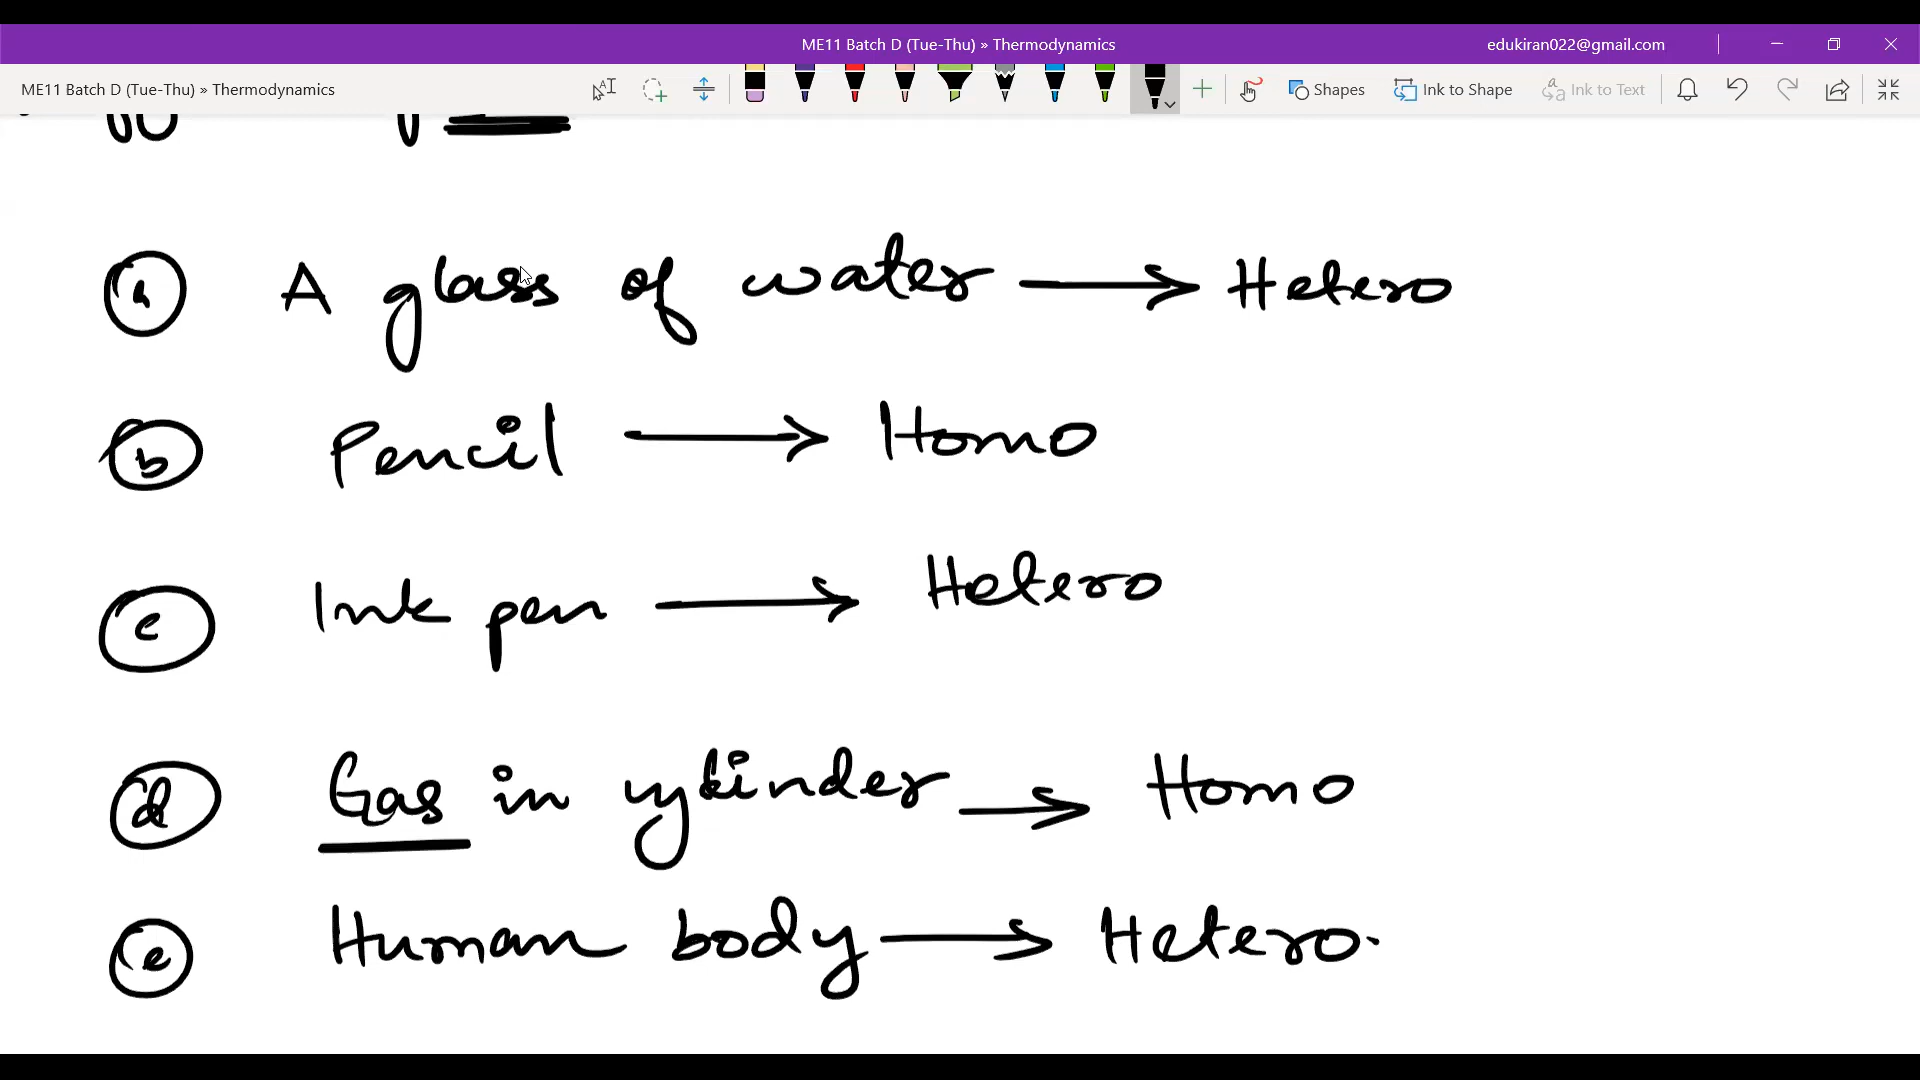 ME11 Batch D (Tue-Thu) » Thermodynamics
edukiran022@gmail.com
ME11 Batch D (Tue-Thu) » Thermodynamics
Shapes
Ink to Shape
Ink to Text
a A glass of water → Hetero
b Pencil → Homo
c Ink pen → Hetero
d Gas in cylinder → Homo
e Human body → Hetero.